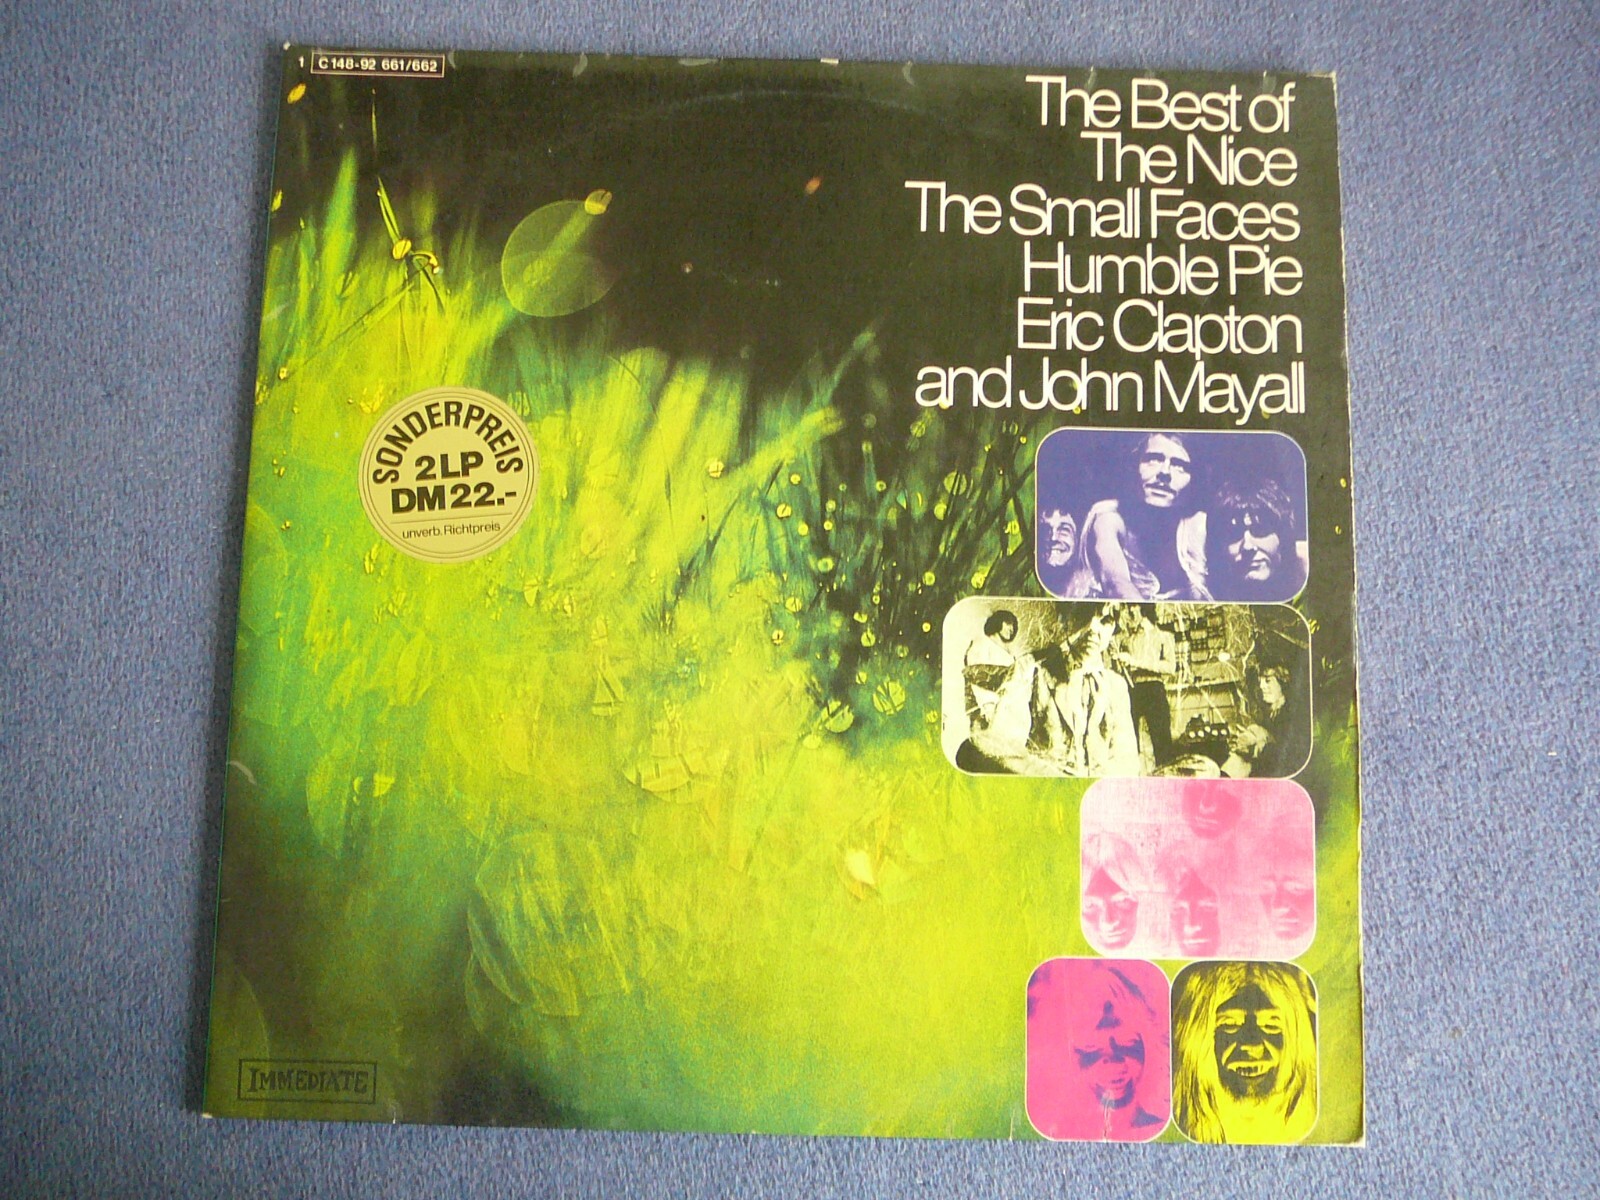 1 C 148-92 661/662
The Best of
The Nice
The Small Faces
Humble Pie
Eric Clapton
and John Mayall
SONDERPREIS
2 LP
DM 22.-
unverb. Richtpreis
IMMEDIATE